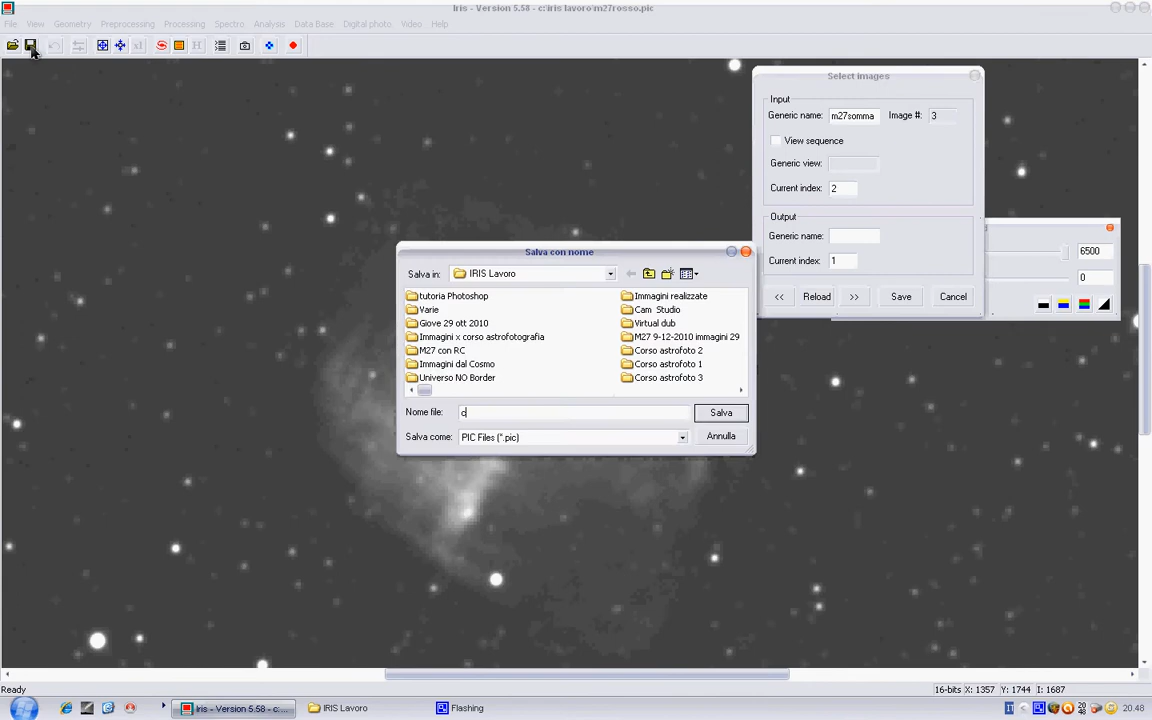 Iris - Version 5.58 - c:\iris lavoro\m27rosso.pic
File View Geometry Preprocessing Processing Spectro Analysis Data Base Digital photo Video Help
x1
H
Select images
Input
Generic name: m27somma Image #: 3
View sequence
Generic view:
Current index: 2
Output
Generic name:
Current index: 1
<< Reload >> Save Cancel
6500
0
Salva con nome
Salva in: IRIS Lavoro
tutoria Photoshop
Varie
Giove 29 ott 2010
Immagini x corso astrofotografia
M27 con RC
Immagini dal Cosmo
Universo NO Border
Immagini realizzate
Cam Studio
Virtual dub
M27 9-12-2010 immagini 29
Corso astrofoto 2
Corso astrofoto 1
Corso astrofoto 3
Nome file: c Salva
Salva come: PIC Files (*.pic) Annulla
Ready
16-bits X: 1357 Y: 1744 I: 1687
Iris - Version 5.58 - c:... IRIS Lavoro Flashing
IT
20
48
20.48